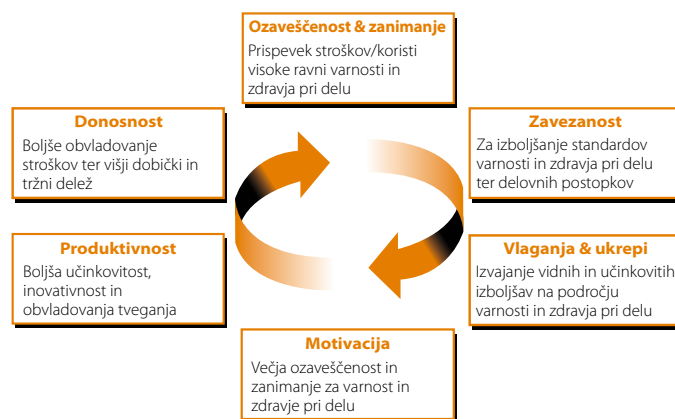 Ozaveščenost & zanimanje
Prispevek stroškov/koristi
visoke ravni varnosti in
zdravja pri delu
Donosnost
Boljše obvladovanje
stroškov ter višji dobički in
tržni delež
Zavezanost
Za izboljšanje standardov
varnosti in zdravja pri delu
ter delovnih postopkov
Produktivnost
Boljša učinkovitost,
inovativnost in
obvladovanja tveganja
Vlaganja & ukrepi
Izvajanje vidnih in učinkovitih
izboljšav na področju
varnosti in zdravja pri delu
Motivacija
Večja ozaveščenost in
zanimanje za varnost in
zdravje pri delu